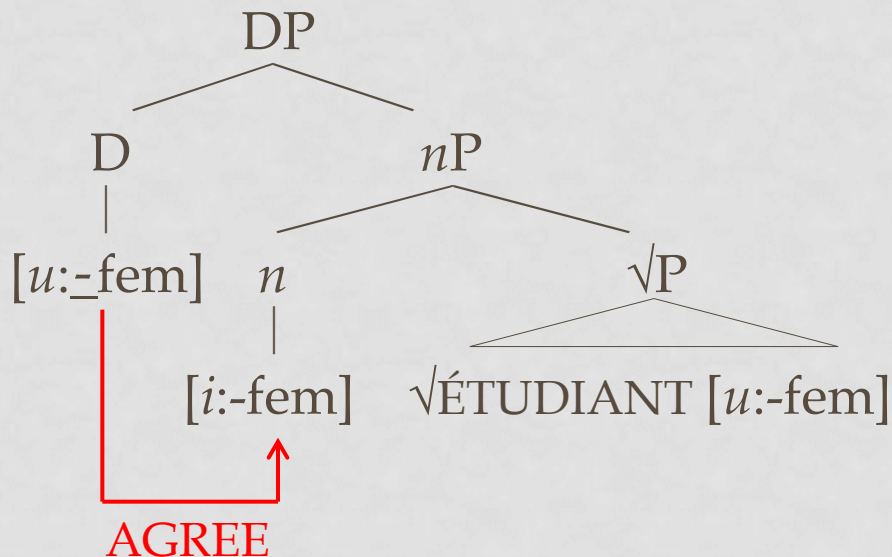 DP
D nP
[u:-fem] n √P
[i:-fem] √ÉTUDIANT [u:-fem]
AGREE